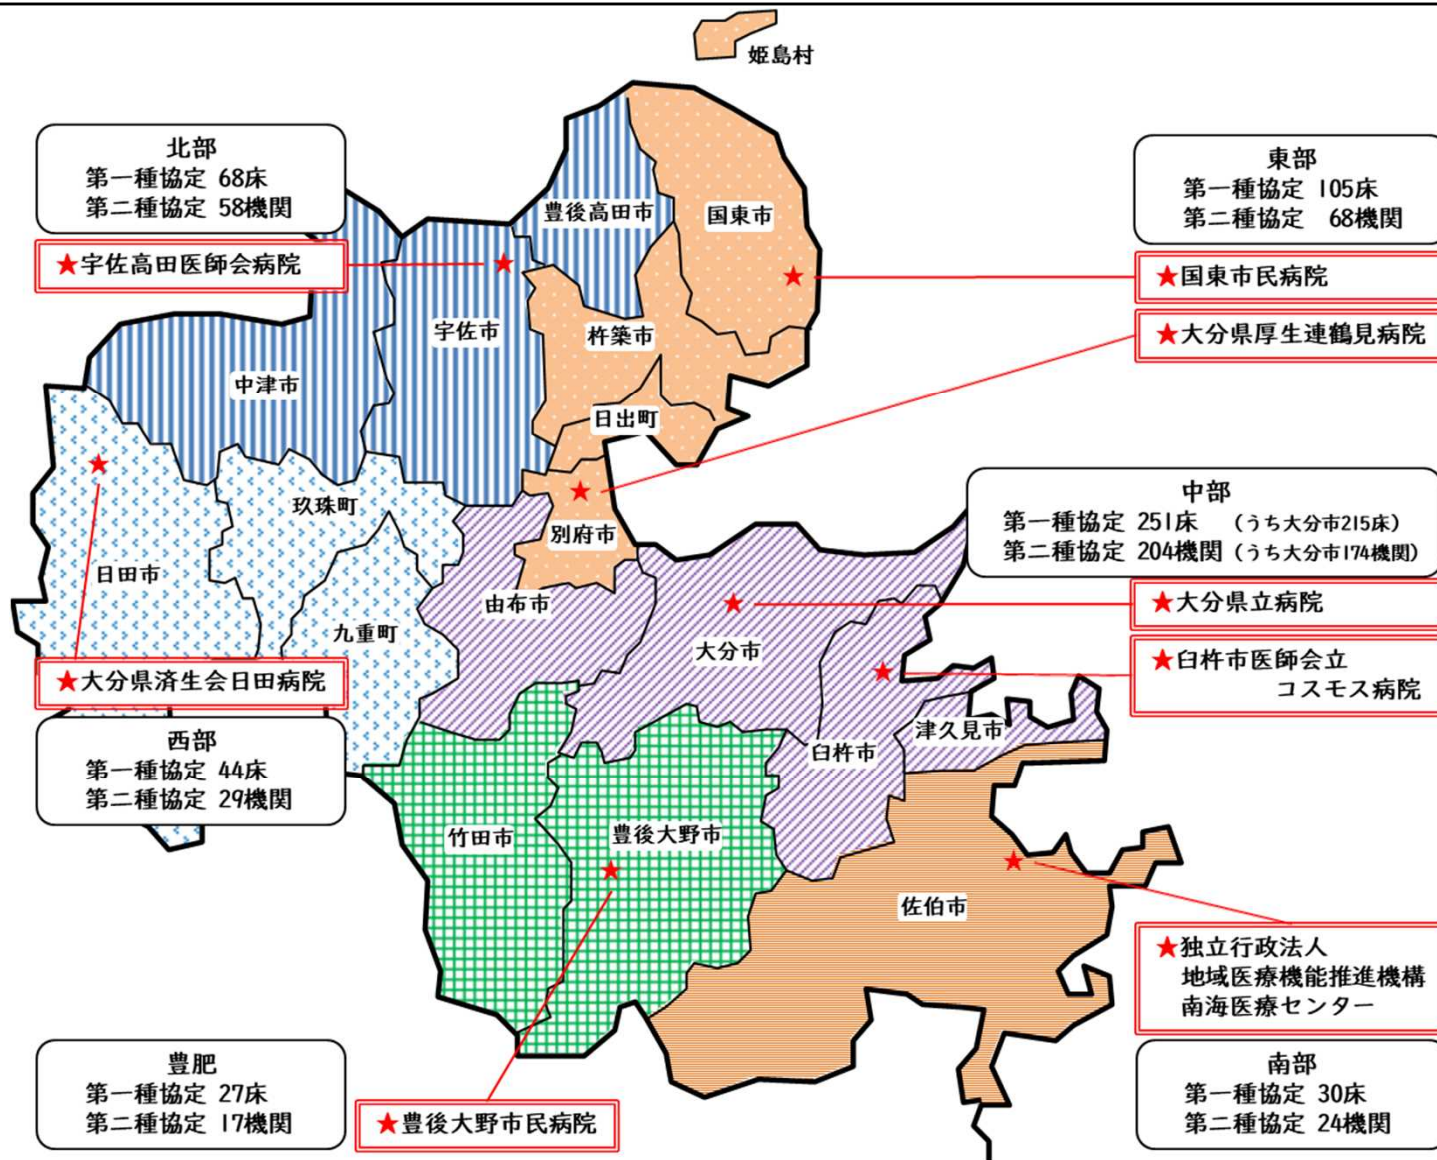 姫島村
北部
第一種協定 68床
第二種協定 58機関
★宇佐高田医師会病院
東部
第一種協定 105床
第二種協定 68機関
★国東市民病院
★大分県厚生連鶴見病院
豊後高田市
国東市
宇佐市
杵築市
中津市
日出町
玖珠町
別府市
日田市
由布市
九重町
大分市
中部
第一種協定 251床 (うち大分市215床)
第二種協定 204機関 (うち大分市174機関)
★大分県立病院
★臼杵市医師会立
コスモス病院
★大分県済生会日田病院
西部
第一種協定 44床
第二種協定 29機関
津久見市
臼杵市
竹田市
豊後大野市
佐伯市
★独立行政法人
地域医療機能推進機構
南海医療センター
豊肥
第一種協定 27床
第二種協定 17機関
★豊後大野市民病院
南部
第一種協定 30床
第二種協定 24機関